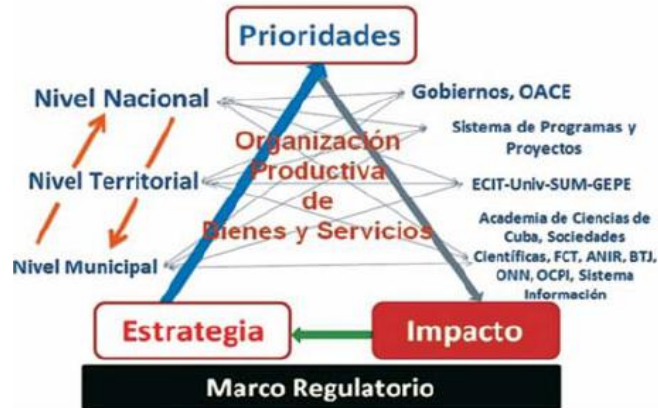 Prioridades
Nivel Nacional
Nivel Territorial
Nivel Municipal
Organización
Productiva
de
Bienes y Servicios
Gobiernos, OACE
Sistema de Programas y
Proyectos
ECIT-Univ-SUM-GEPE
Academia de Ciencias de
Cuba, Sociedades
Científicas, FCT, ANIR, BTJ,
ONN, OCPI, Sistema
Información
Estrategia
Impacto
Marco Regulatorio